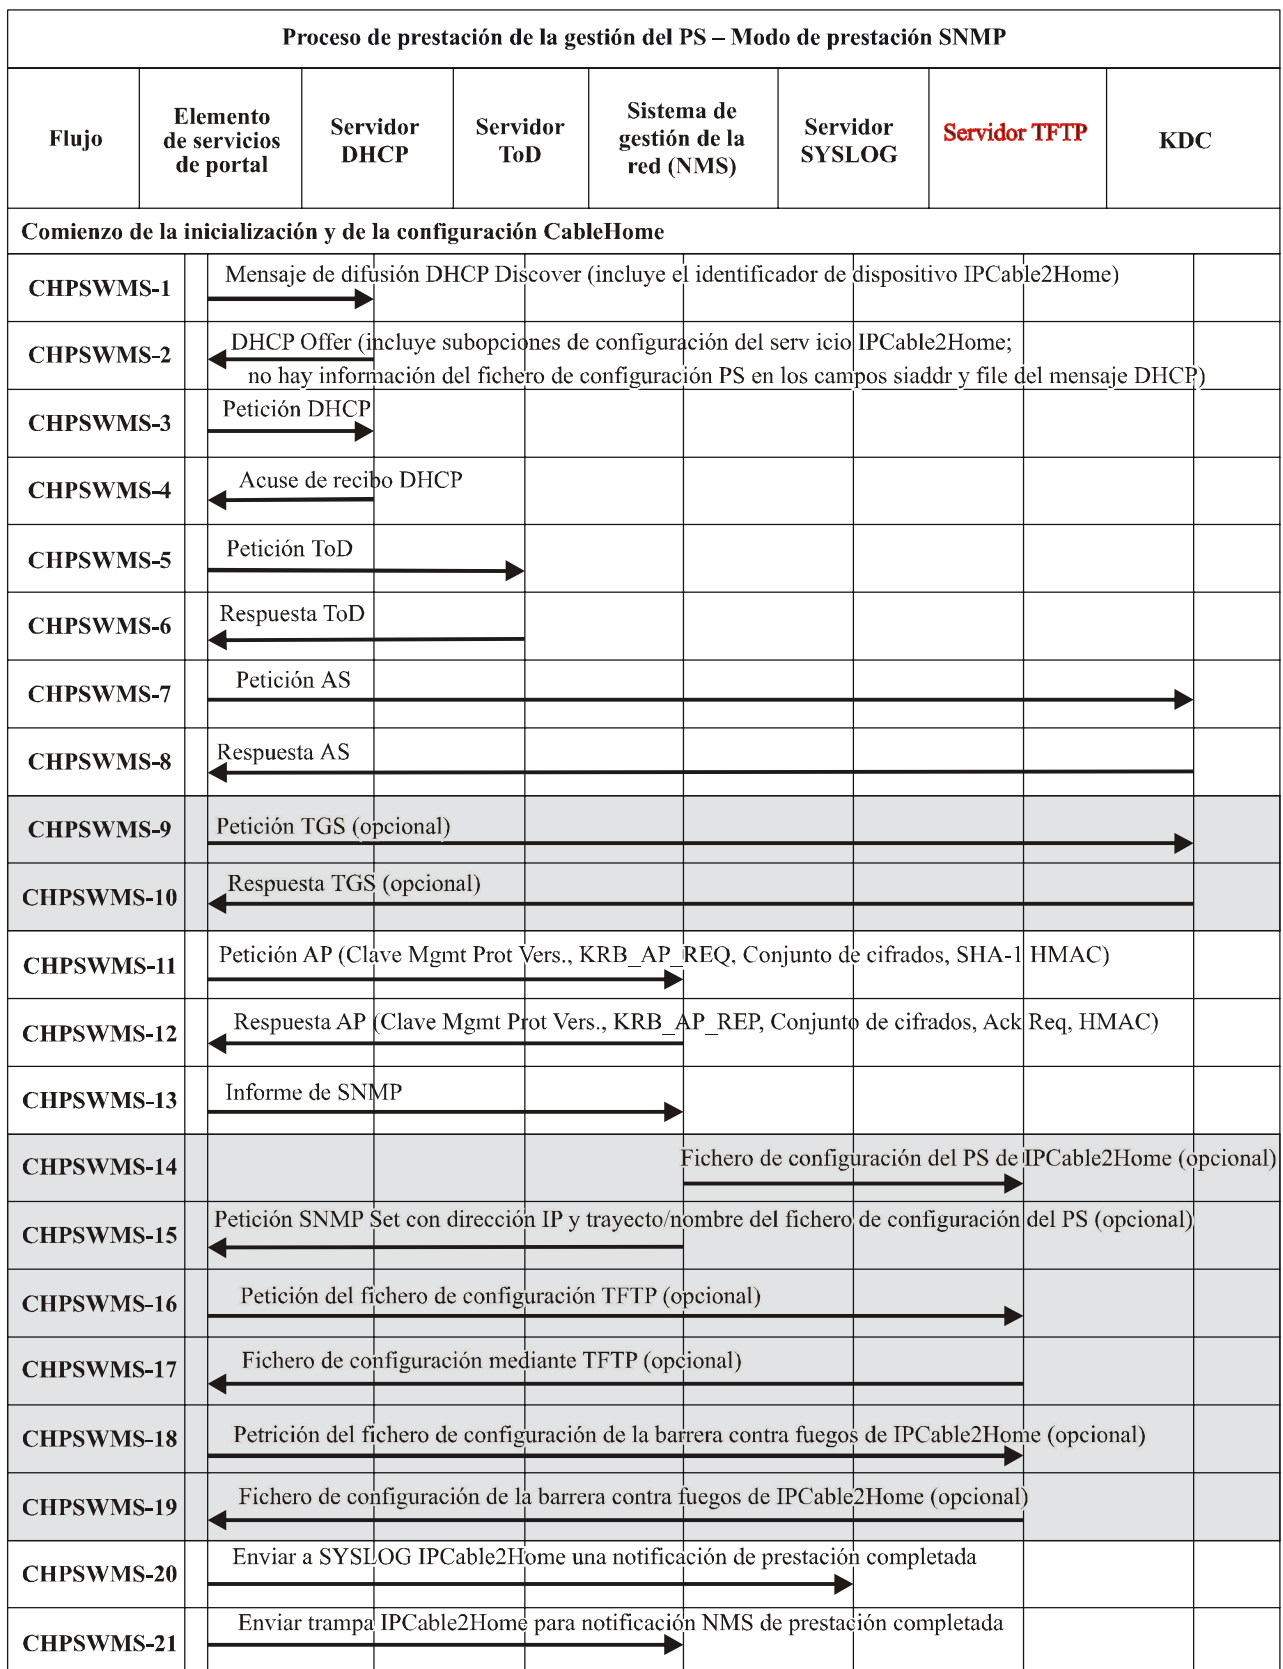 Proceso de prestación de la gestión del PS – Modo de prestación SNMP
Flujo
Elemento
de servicios
de portal
Servidor
DHCP
Servidor
ToD
Sistema de
gestión de la
red (NMS)
Servidor
SYSLOG
Servidor TFTP
KDC
Comienzo de la inicialización y de la configuración CableHome
CHPSWMS-1
Mensaje de difusión DHCP Discover (incluye el identificador de dispositivo IPCable2Home)
CHPSWMS-2
DHCP Offer (incluye subopciones de configuración del serv icio IPCable2Home;
no hay información del fichero de configuración PS en los campos siaddr y file del mensaje DHCP)
CHPSWMS-3
Petición DHCP
CHPSWMS-4
Acuse de recibo DHCP
CHPSWMS-5
Petición ToD
CHPSWMS-6
Respuesta ToD
CHPSWMS-7
Petición AS
CHPSWMS-8
Respuesta AS
CHPSWMS-9
Petición TGS (opcional)
CHPSWMS-10
Respuesta TGS (opcional)
CHPSWMS-11
Petición AP (Clave Mgmt Prot Vers., KRB_AP_REQ, Conjunto de cifrados, SHA-1 HMAC)
CHPSWMS-12
Respuesta AP (Clave Mgmt Prot Vers., KRB_AP_REP, Conjunto de cifrados, Ack Req, HMAC)
CHPSWMS-13
Informe de SNMP
CHPSWMS-14
Fichero de configuración del PS de IPCable2Home (opcional)
CHPSWMS-15
Petición SNMP Set con dirección IP y trayecto/nombre del fichero de configuración del PS (opcional)
CHPSWMS-16
Petición del fichero de configuración TFTP (opcional)
CHPSWMS-17
Fichero de configuración mediante TFTP (opcional)
CHPSWMS-18
Petrición del fichero de configuración de la barrera contra fuegos de IPCable2Home (opcional)
CHPSWMS-19
Fichero de configuración de la barrera contra fuegos de IPCable2Home (opcional)
CHPSWMS-20
Enviar a SYSLOG IPCable2Home una notificación de prestación completada
CHPSWMS-21
Enviar trampa IPCable2Home para notificación NMS de prestación completada